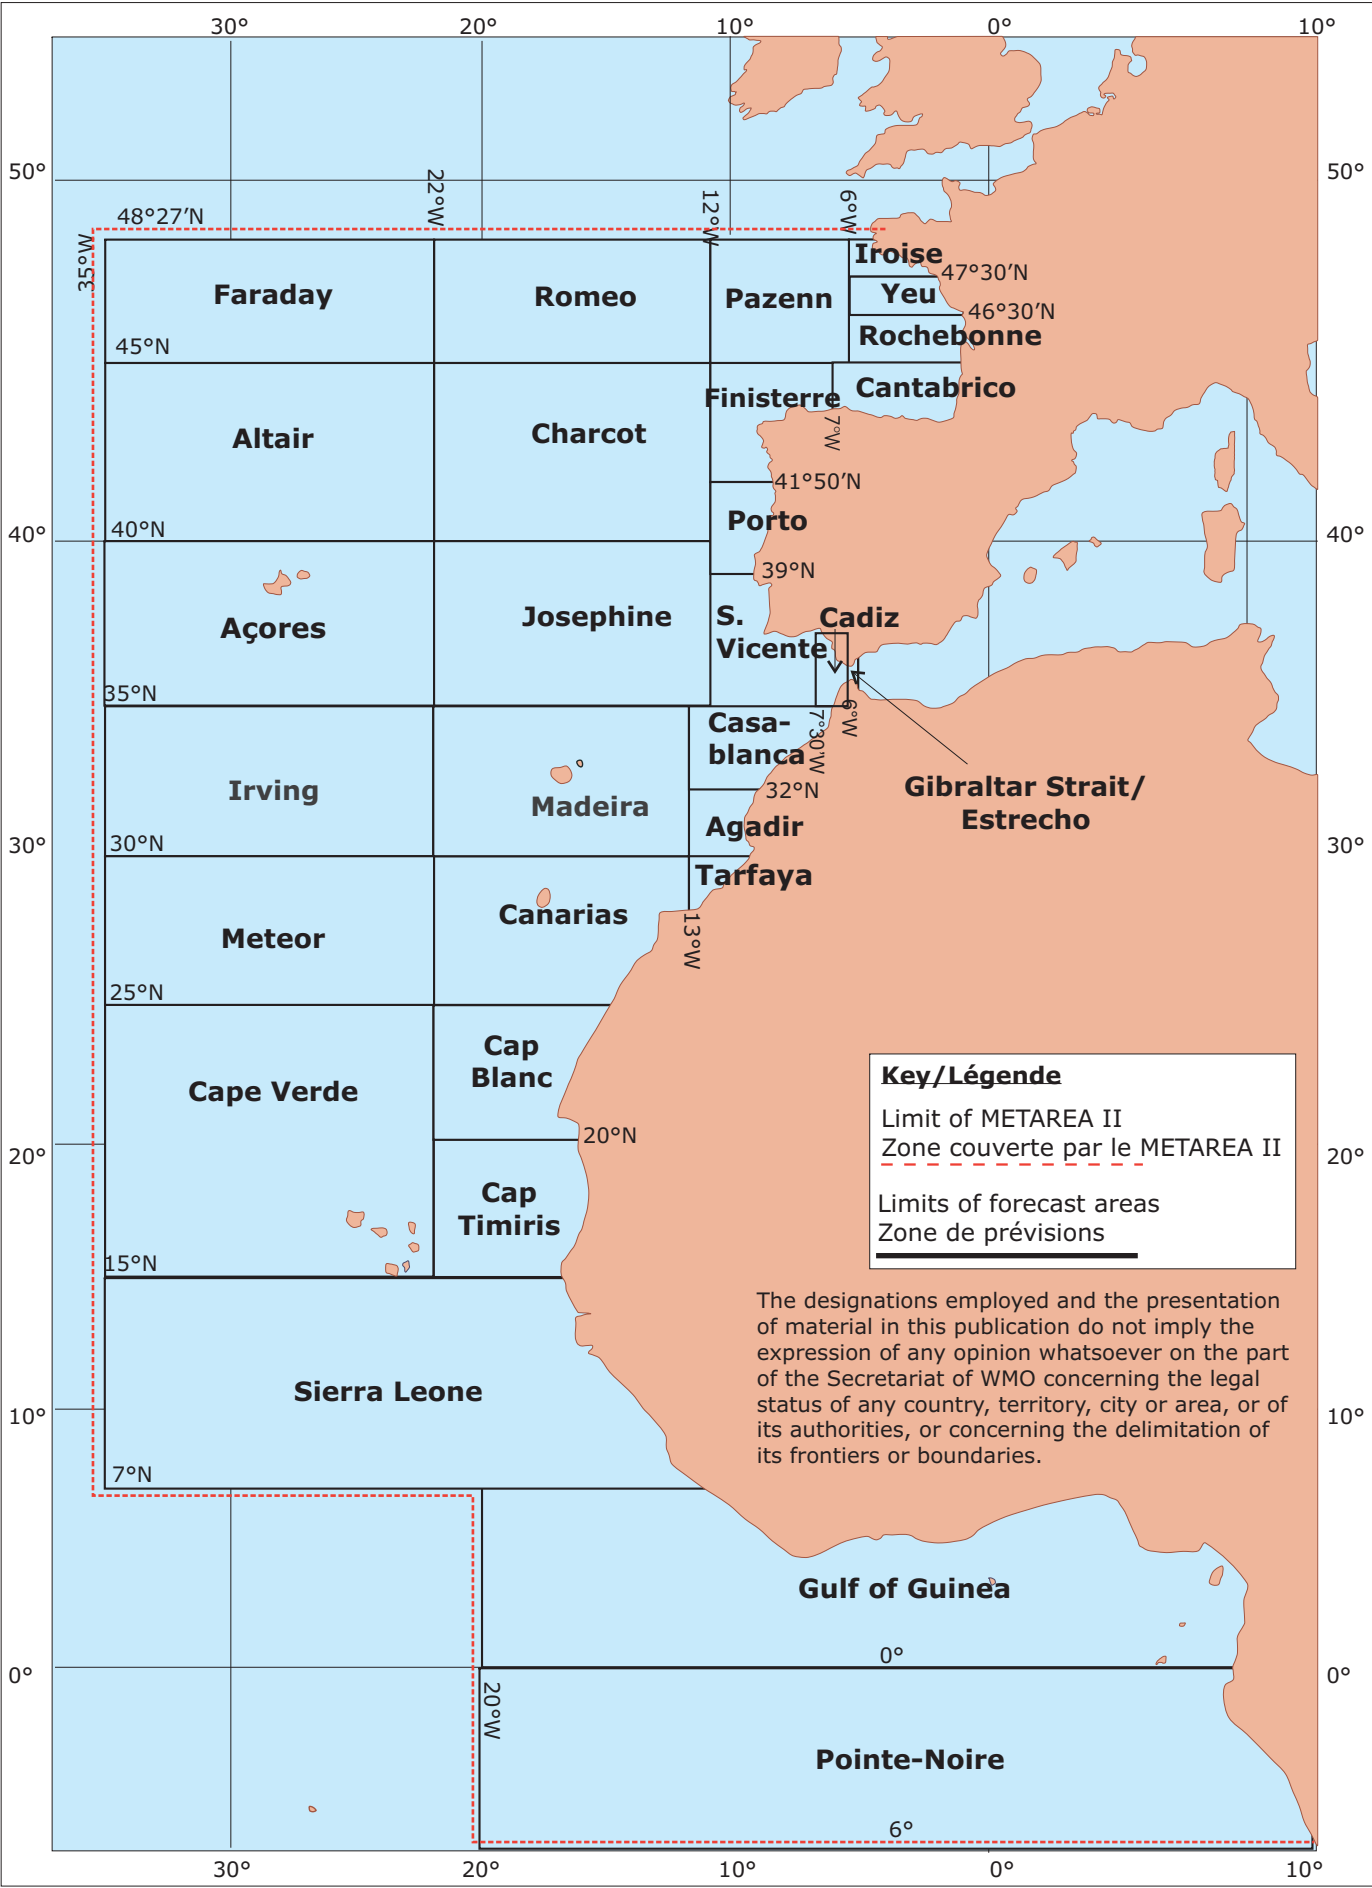 30°
20°
10°
0°
10°
50°
50°
22°W
12°W
6°W
48°27’N
35°W
Iroise
47°30’N
Faraday
Romeo
Pazenn
Yeu
46°30’N
Rochebonne
45°N
Cantabrico
Finisterre
7°W
Altair
Charcot
41°50’N
Porto
40°
40°N
40°
39°N
Açores
Josephine
S.
Vicente
Cadiz
35°N
6°W
7°30’W
Casa-
blanca
Irving
Madeira
32°N
Gibraltar Strait/
Estrecho
Agadir
30°
30°N
30°
Tarfaya
Canarias
13°W
Meteor
25°N
Cap
Blanc
Cape Verde
20°N
20°
20°
Cap
Timiris
15°N
Key/Légende
Limit of METAREA II
Zone couverte par le METAREA II
Limits of forecast areas
Zone de prévisions
The designations employed and the presentation
of material in this publication do not imply the
expression of any opinion whatsoever on the part
of the Secretariat of WMO concerning the legal
status of any country, territory, city or area, or of
its authorities, or concerning the delimitation of
its frontiers or boundaries.
Sierra Leone
10°
10°
7°N
Gulf of Guinea
0°
0°
0°
20°W
Pointe-Noire
6°
30°
20°
10°
0°
10°